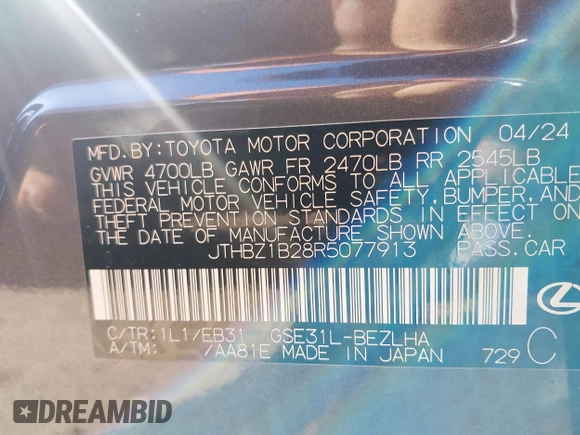 MFD. BY: TOYOTA MOTOR CORPORATION 04/24
GVWR 4700LB GAWR FR 2470LB RR 2545LB
THIS VEHICLE CONFORMS TO ALL APPLICABLE
FEDERAL MOTOR VEHICLE SAFETY, BUMPER, AND
THEFT PREVENTION STANDARDS IN EFFECT ON
THE DATE OF MANUFACTURE SHOWN ABOVE.
JTHBZ1B28R5077913 PASS. CAR
C/TR: 1L1/EB31 GSE31L-BEZLHA
A/TM: /AA81E MADE IN JAPAN 729 C
DREAMBID